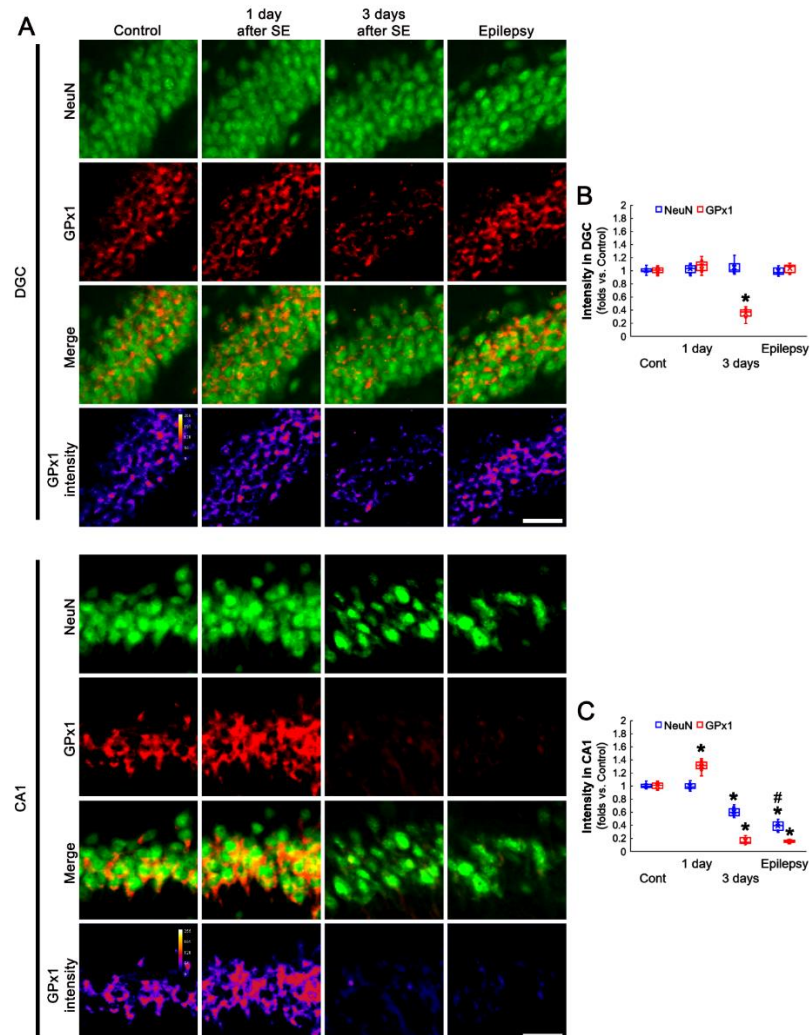 A
Control
1 day
after SE
3 days
after SE
Epilepsy
DGC
NeuN
GPx1
Merge
GPx1
intensity
B
Intensity in DGC
(folds vs. Control)
2
1.8
1.6
1.4
1.2
1
0.8
0.6
0.4
0.2
0
NeuN
GPx1
*
Cont
1 day
3 days
Epilepsy
CA1
NeuN
GPx1
Merge
GPx1
intensity
C
Intensity in CA1
(folds vs. Control)
2
1.8
1.6
1.4
1.2
1
0.8
0.6
0.4
0.2
0
NeuN
GPx1
*
*
*
#
*
*
Cont
1 day
3 days
Epilepsy